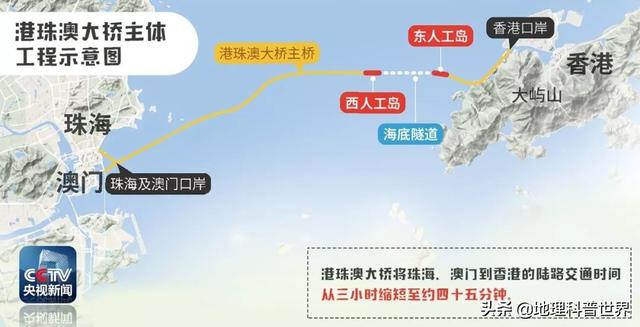 港珠澳大桥主体
工程示意图
东人工岛
香港口岸
港珠澳大桥主桥
香港
大屿山
西人工岛
海底隧道
珠海
澳门
珠海及澳门口岸
CCTV
央视新闻
港珠澳大桥将珠海、澳门到香港的陆路交通时间
从三小时缩短至约四十五分钟。
头条 @地理科普世界